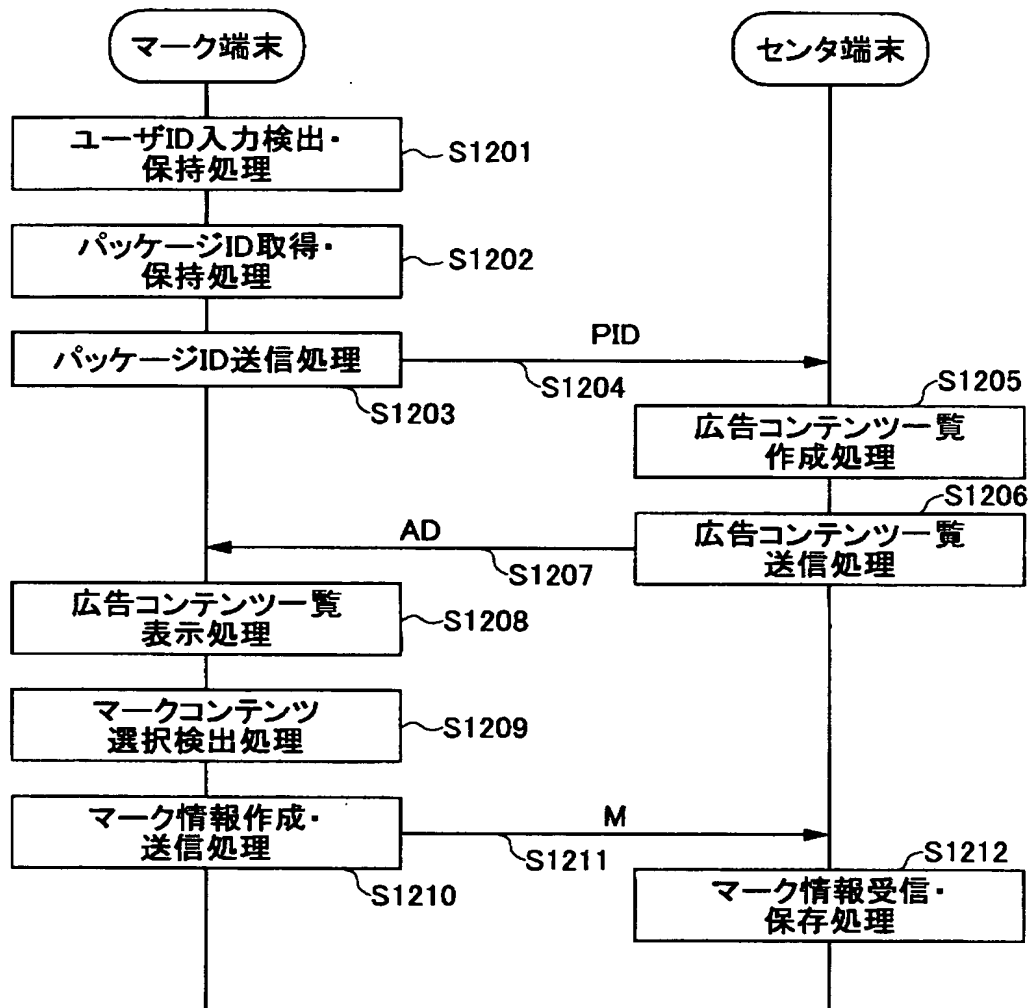 マーク端末
センタ端末
ユーザID入力検出・
保持処理
S1201
パッケージID取得・
保持処理
S1202
パッケージID送信処理
S1203
PID
S1204
S1205
広告コンテンツ一覧
作成処理
S1206
広告コンテンツ一覧
送信処理
AD
S1207
広告コンテンツ一覧
表示処理
S1208
マークコンテンツ
選択検出処理
S1209
マーク情報作成・
送信処理
S1210
M
S1211
S1212
マーク情報受信・
保存処理